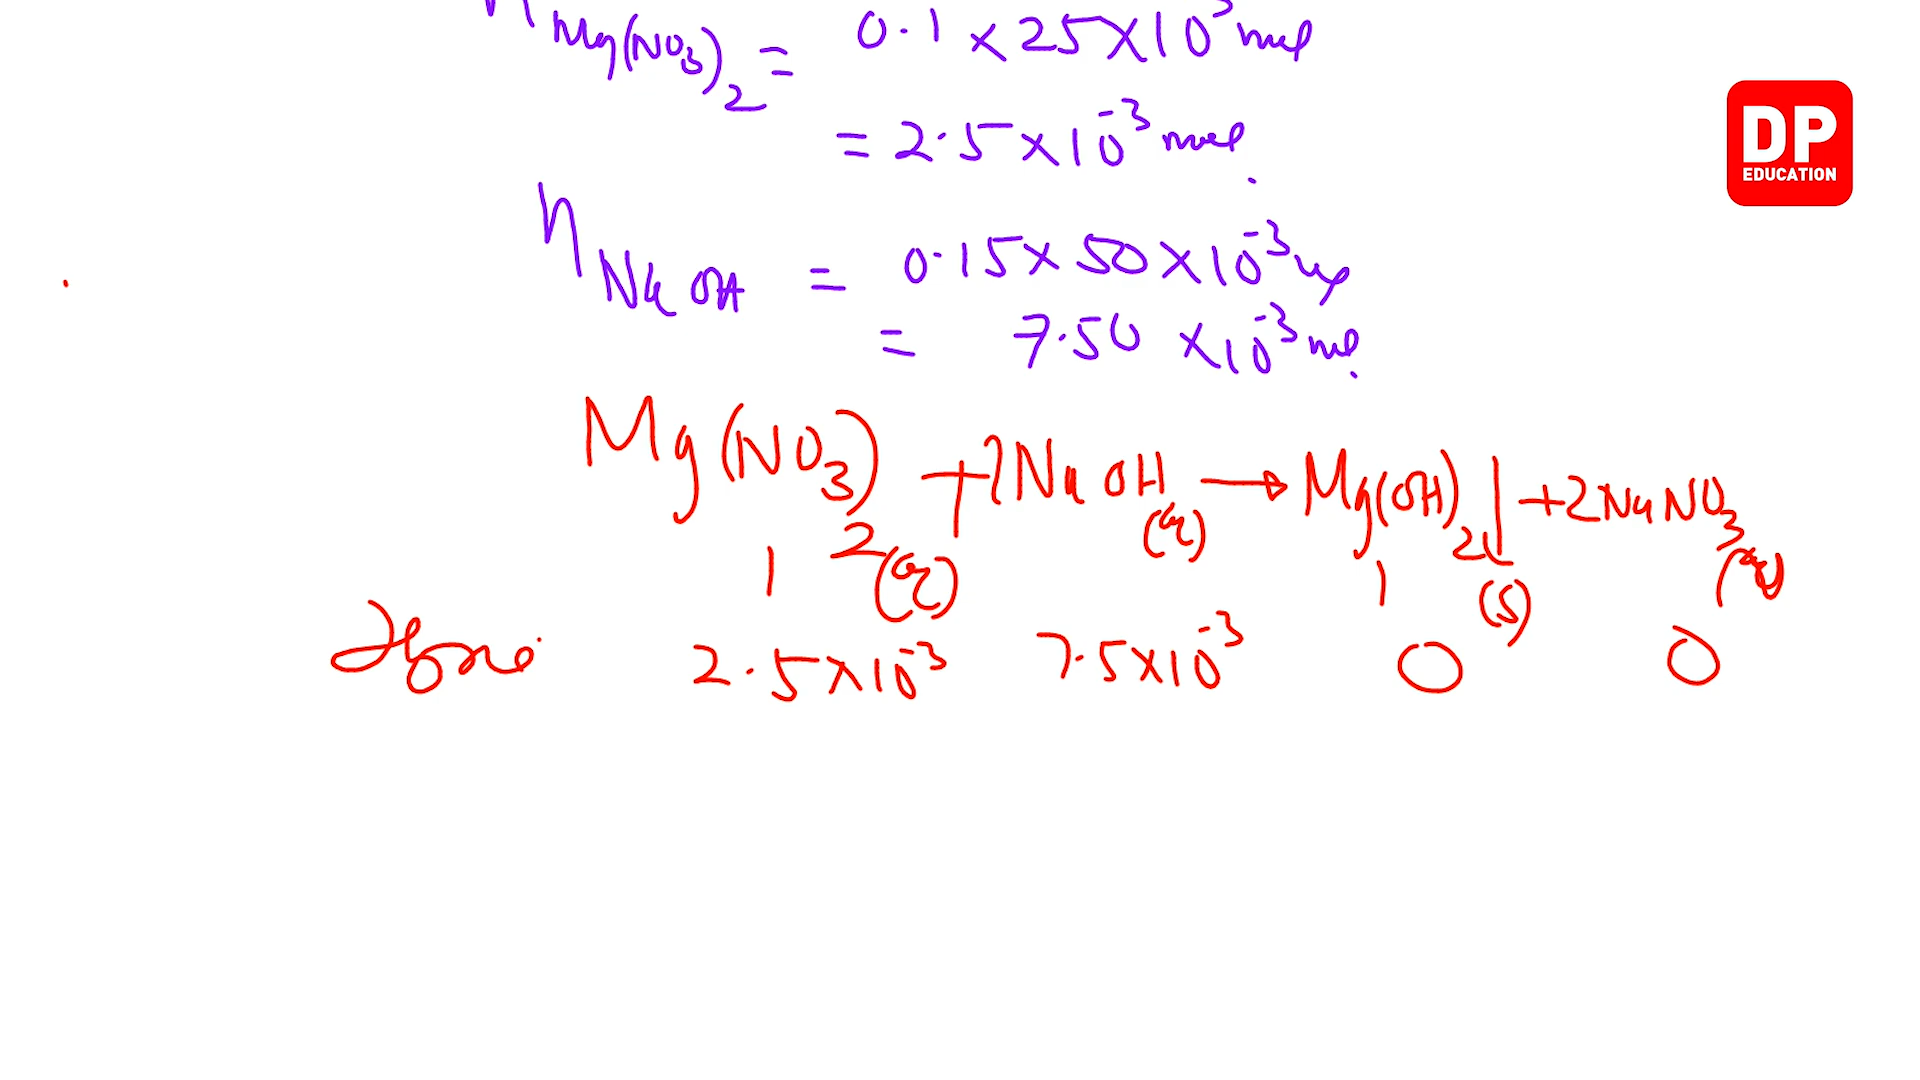 n Mg(NO₃)₂ = 0.1 × 25 × 10⁻³ mol
= 2.5 × 10⁻³ mol
DP
EDUCATION
n NaOH = 0.15 × 50 × 10⁻³ mol
= 7.50 × 10⁻³ mol
Mg(NO₃)₂(aq) + 2NaOH(aq) → Mg(OH)₂↓(s) + 2NaNO₃(aq)
1 1
2.5×10⁻³ 7.5×10⁻³ 0 0